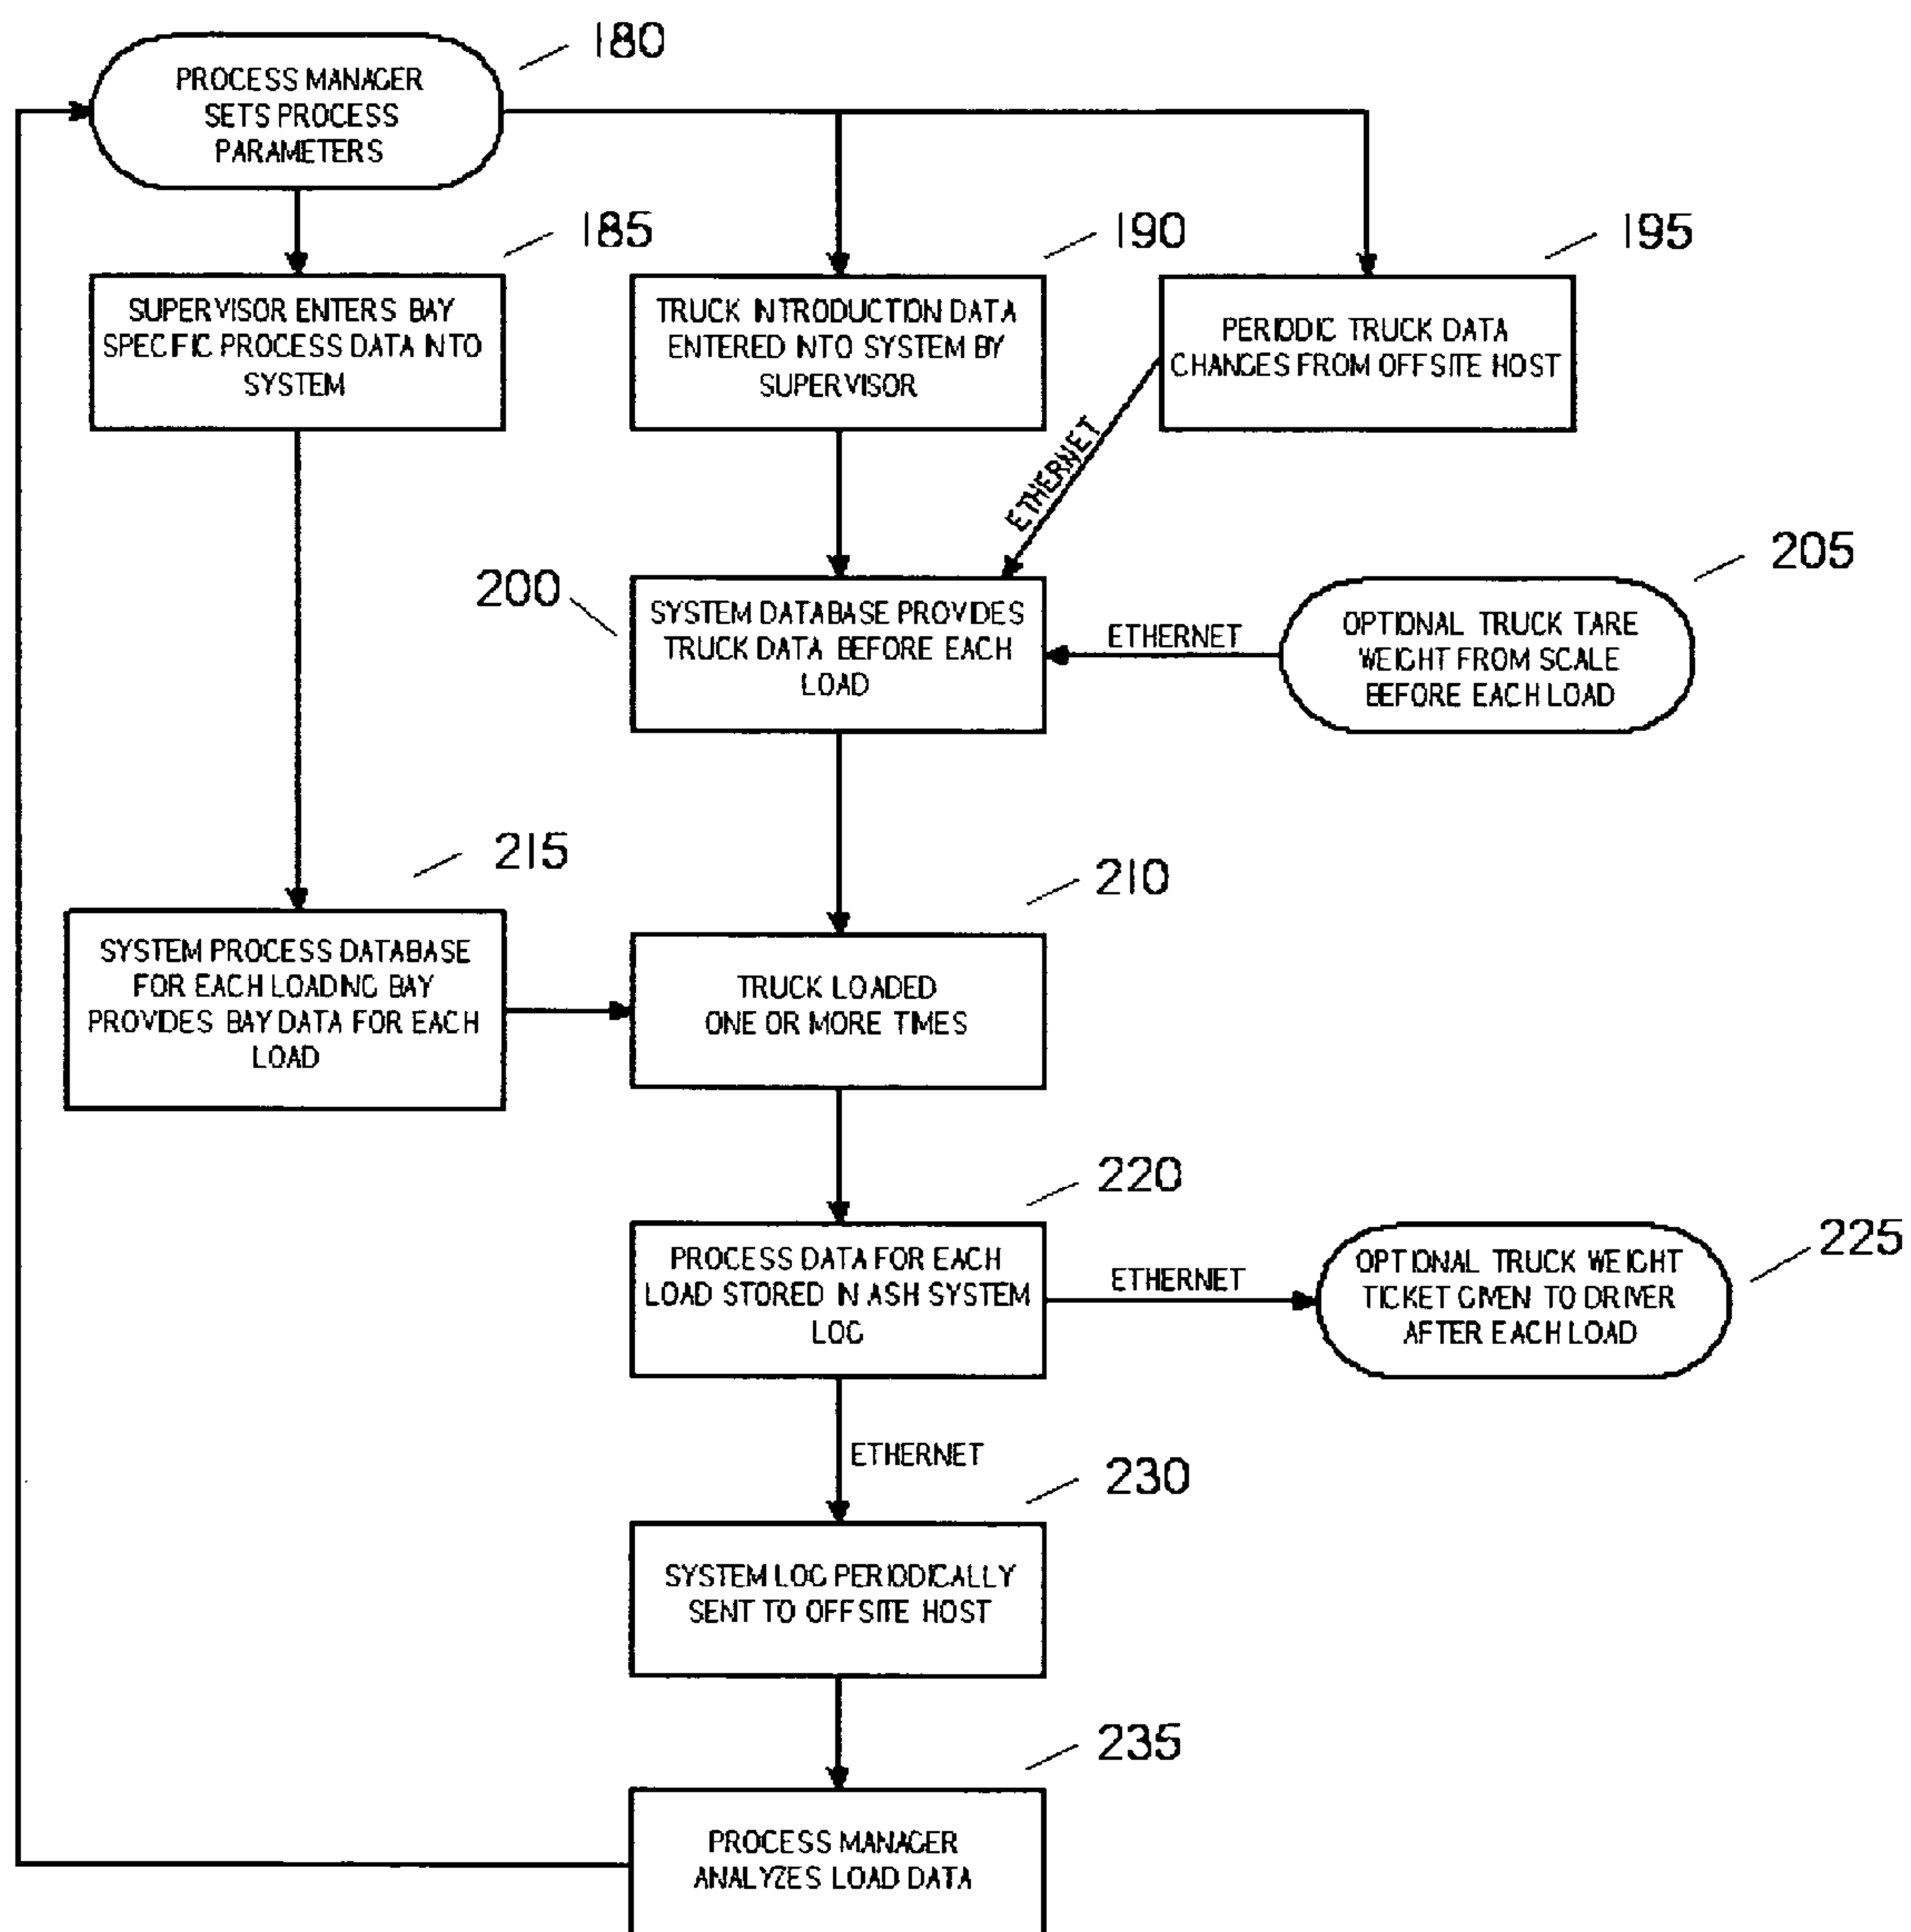 180
PROCESS MANAGER
SETS PROCESS
PARAMETERS
185
190
195
SUPERVISOR ENTERS BAY
SPECIFIC PROCESS DATA INTO
SYSTEM
TRUCK INTRODUCTION DATA
ENTERED INTO SYSTEM BY
SUPERVISOR
PERIODIC TRUCK DATA
CHANGES FROM OFFSITE HOST
ETHERNET
200
SYSTEM DATABASE PROVIDES
TRUCK DATA BEFORE EACH
LOAD
ETHERNET
205
OPTIONAL TRUCK TARE
WEIGHT FROM SCALE
BEFORE EACH LOAD
215
SYSTEM PROCESS DATABASE
FOR EACH LOADING BAY
PROVIDES BAY DATA FOR EACH
LOAD
210
TRUCK LOADED
ONE OR MORE TIMES
220
PROCESS DATA FOR EACH
LOAD STORED IN ASH SYSTEM
LOG
ETHERNET
225
OPTIONAL TRUCK WEIGHT
TICKET GIVEN TO DRIVER
AFTER EACH LOAD
ETHERNET
230
SYSTEM LOG PERIODICALLY
SENT TO OFFSITE HOST
235
PROCESS MANAGER
ANALYZES LOAD DATA